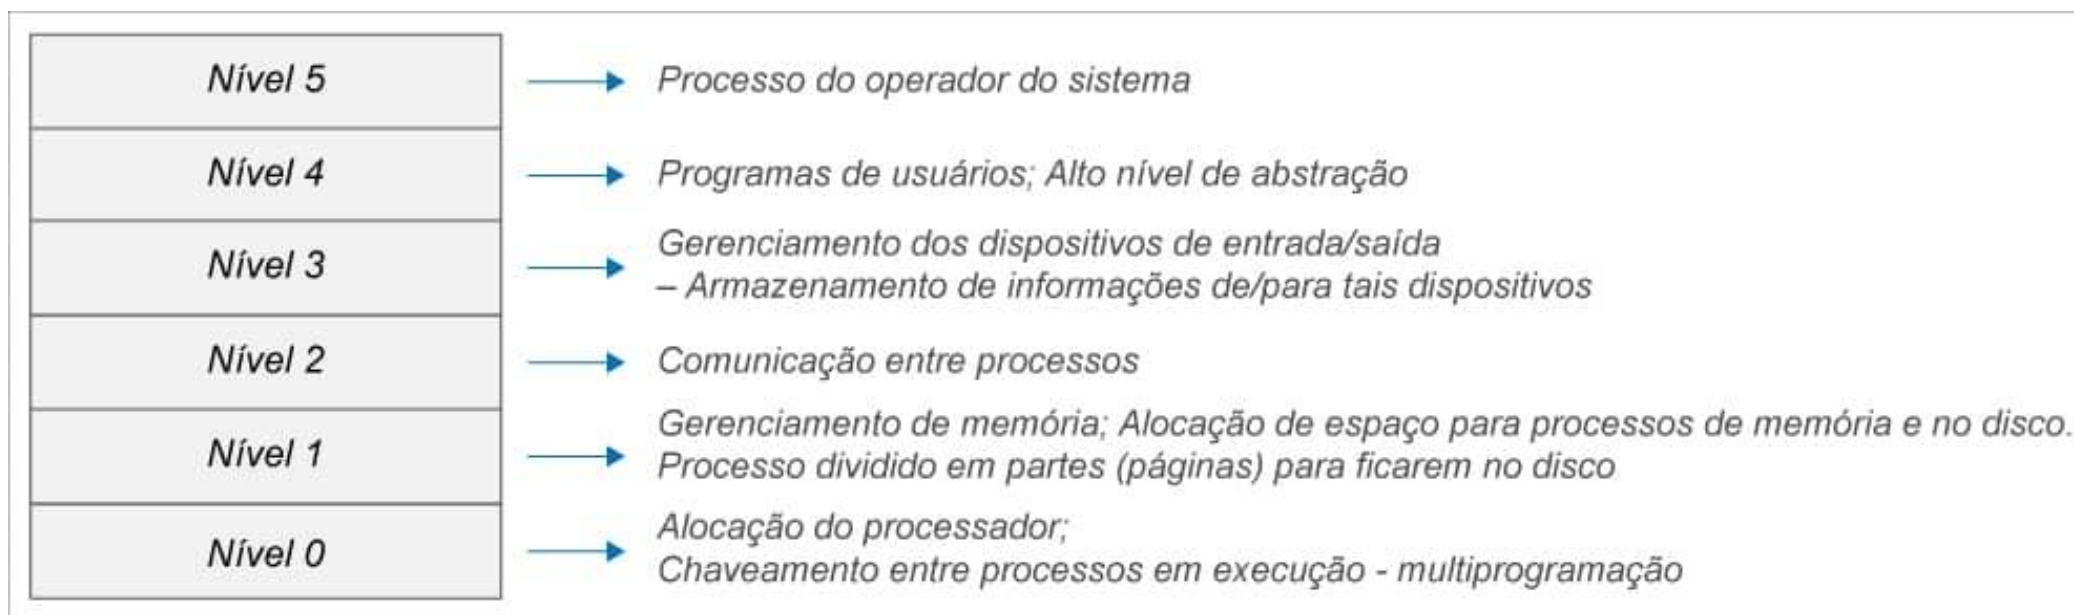 Nível 5
Processo do operador do sistema
Nível 4
Programas de usuários; Alto nível de abstração
Nível 3
Gerenciamento dos dispositivos de entrada/saída
– Armazenamento de informações de/para tais dispositivos
Nível 2
Comunicação entre processos
Nível 1
Gerenciamento de memória; Alocação de espaço para processos de memória e no disco.
Processo dividido em partes (páginas) para ficarem no disco
Nível 0
Alocação do processador;
Chaveamento entre processos em execução - multiprogramação